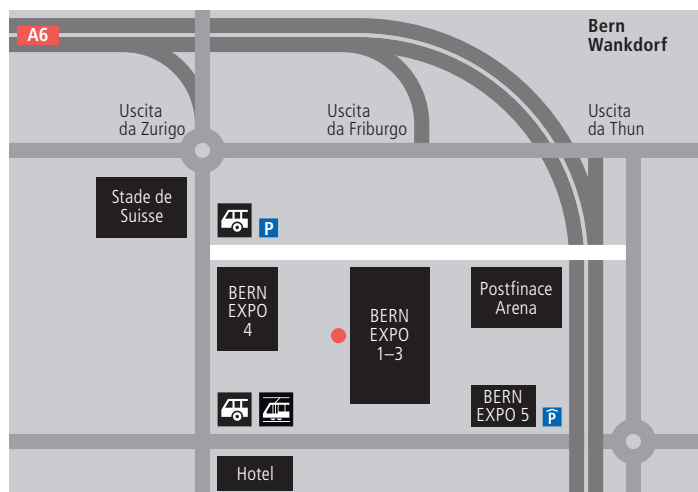 A6
Bern
Wankdorf
Uscita
da Zurigo
Uscita
da Friburgo
Uscita
da Thun
Stade de
Suisse
P
BERN
EXPO
4
BERN
EXPO
1–3
Postfinace
Arena
BERN
EXPO 5
P
Hotel